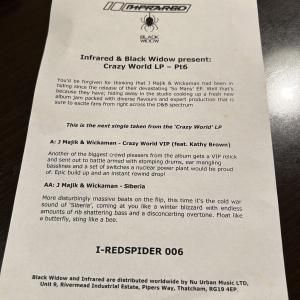 INFRARED
BLACK
WIDOW
Infrared & Black Widow present:
Crazy World LP – Pt6
You'd be forgiven for thinking that J Majik & Wickaman had been in
hiding since the release of their devastating 'So Many' EP. Well that's
because they have; hiding away in the studio cooking up a fresh new
album jam packed with diverse flavours and expert production that is
sure to excite fans from right across the D&B spectrum
This is the next single taken from the 'Crazy World' LP
A: J Majik & Wickaman - Crazy World VIP (feat. Kathy Brown)
Another of the biggest crowd pleasers from the album gets a VIP relick
and sent out to battle armed with stomping drums, ear mangling
basslines and a set of switches a nuclear power plant would be proud
of. Epic build up and an instant rewind drop!
AA: J Majik & Wickaman - Siberia
More disturbingly massive beats on the flip, this time it's the cold war
sound of 'Siberia', coming at you like a winter blizzard with endless
amounts of rib shattering bass and a disconcerting overtone. Float like
a butterfly, sting like a bee.
I-REDSPIDER 006
Black Widow and Infrared are distributed worldwide by Nu Urban Music LTD,
Unit 9, Rivermead Industrial Estate, Pipers Way, Thatcham, RG19 4EP.